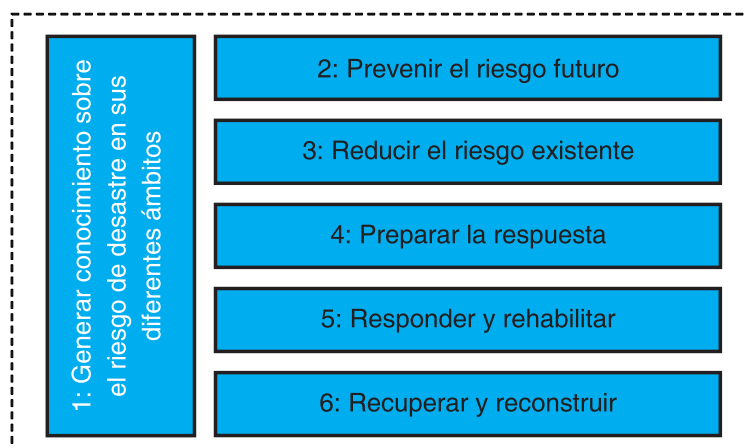 1: Generar conocimiento sobre
el riesgo de desastre en sus
diferentes ámbitos
2: Prevenir el riesgo futuro
3: Reducir el riesgo existente
4: Preparar la respuesta
5: Responder y rehabilitar
6: Recuperar y reconstruir